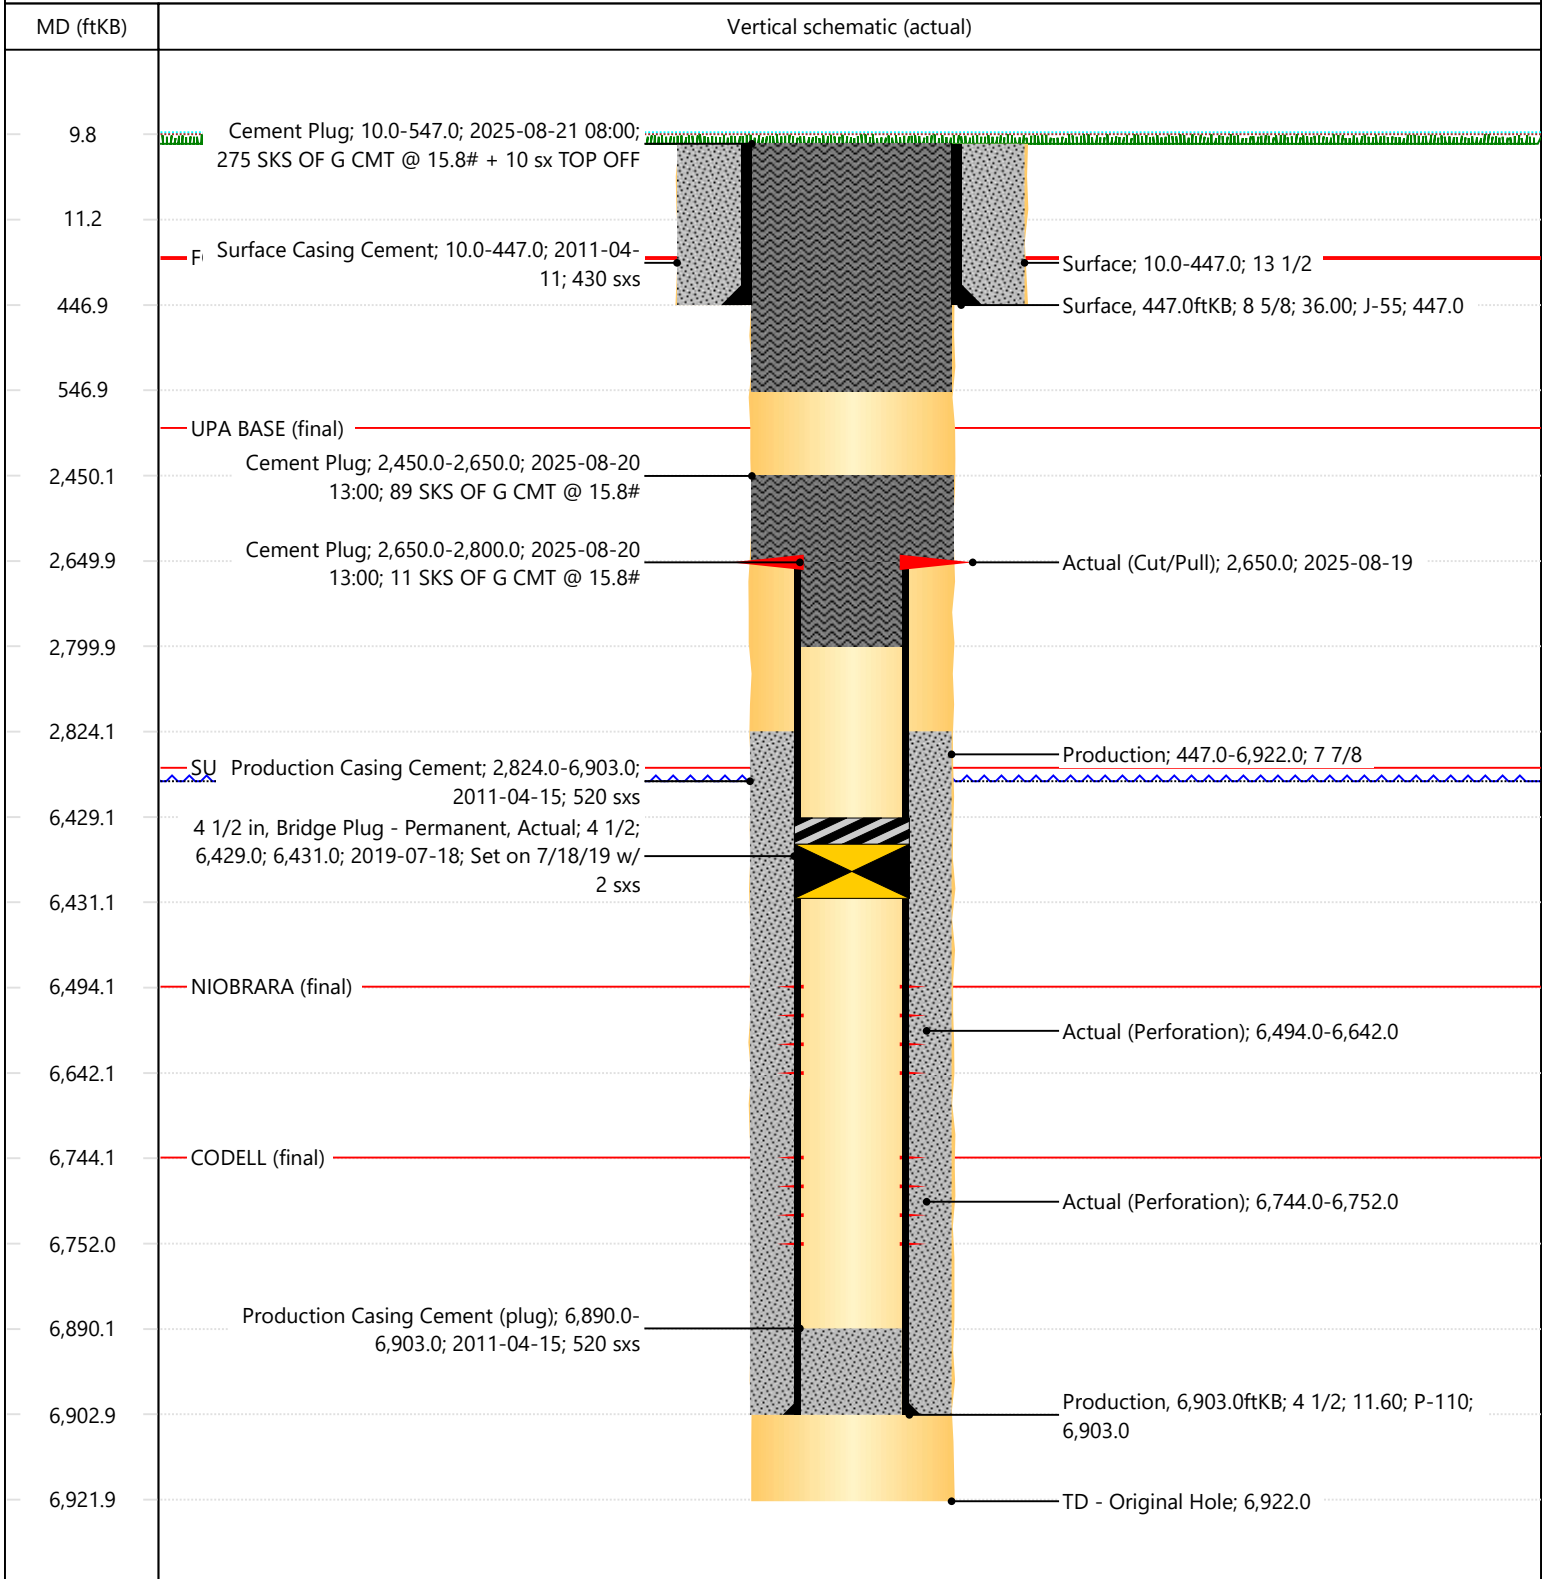 MD (ftKB)
Vertical schematic (actual)
9.8
Cement Plug; 10.0-547.0; 2025-08-21 08:00;
275 SKS OF G CMT @ 15.8# + 10 sx TOP OFF
11.2
Surface Casing Cement; 10.0-447.0; 2011-04-
11; 430 sxs
Surface; 10.0-447.0; 13 1/2
446.9
Surface, 447.0ftKB; 8 5/8; 36.00; J-55; 447.0
546.9
UPA BASE (final)
2,450.1
Cement Plug; 2,450.0-2,650.0; 2025-08-20
13:00; 89 SKS OF G CMT @ 15.8#
2,649.9
Cement Plug; 2,650.0-2,800.0; 2025-08-20
13:00; 11 SKS OF G CMT @ 15.8#
Actual (Cut/Pull); 2,650.0; 2025-08-19
2,799.9
2,824.1
Production; 447.0-6,922.0; 7 7/8
SU
Production Casing Cement; 2,824.0-6,903.0;
2011-04-15; 520 sxs
6,429.1
4 1/2 in, Bridge Plug - Permanent, Actual; 4 1/2;
6,429.0; 6,431.0; 2019-07-18; Set on 7/18/19 w/
2 sxs
6,431.1
6,494.1
NIOBRARA (final)
Actual (Perforation); 6,494.0-6,642.0
6,642.1
6,744.1
CODELL (final)
Actual (Perforation); 6,744.0-6,752.0
6,752.0
6,890.1
Production Casing Cement (plug); 6,890.0-
6,903.0; 2011-04-15; 520 sxs
6,902.9
Production, 6,903.0ftKB; 4 1/2; 11.60; P-110;
6,903.0
6,921.9
TD - Original Hole; 6,922.0